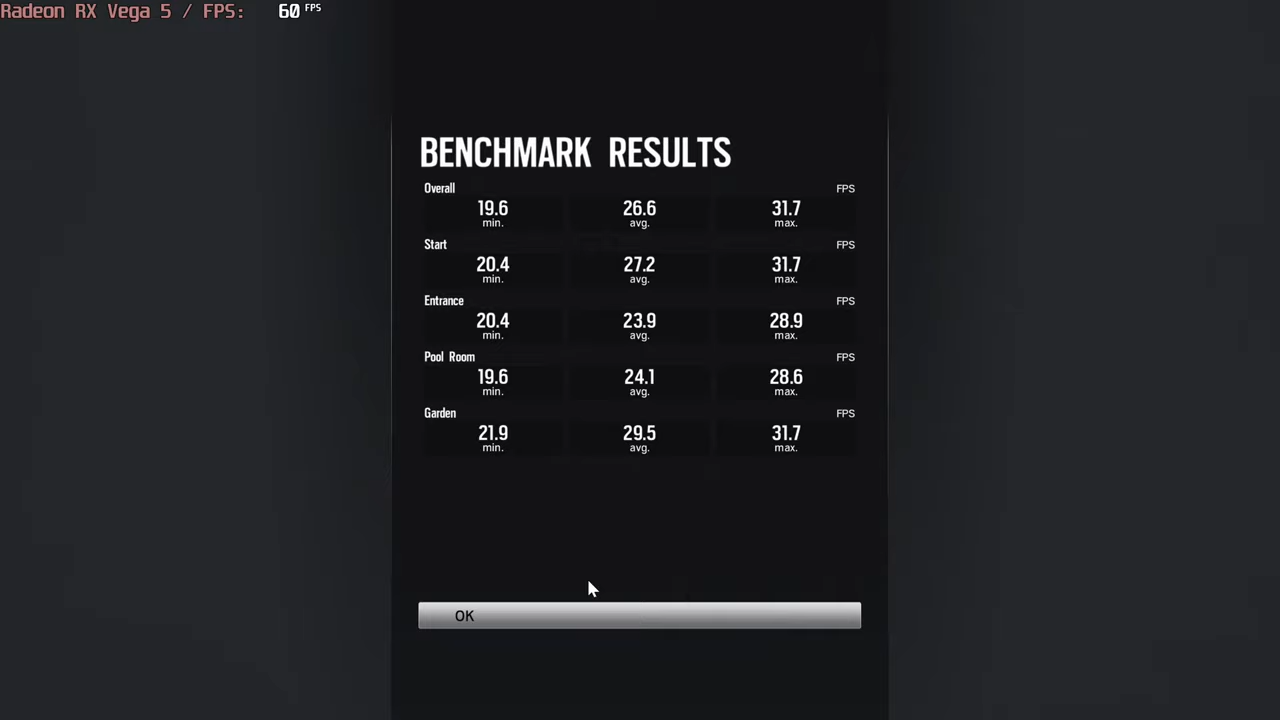 Radeon RX Vega 5 / FPS: 60 FPS
BENCHMARK RESULTS
Overall FPS
19.6 26.6 31.7
min. avg. max.
Start FPS
20.4 27.2 31.7
min. avg. max.
Entrance FPS
20.4 23.9 28.9
min. avg. max.
Pool Room FPS
19.6 24.1 28.6
min. avg. max.
Garden FPS
21.9 29.5 31.7
min. avg. max.
OK